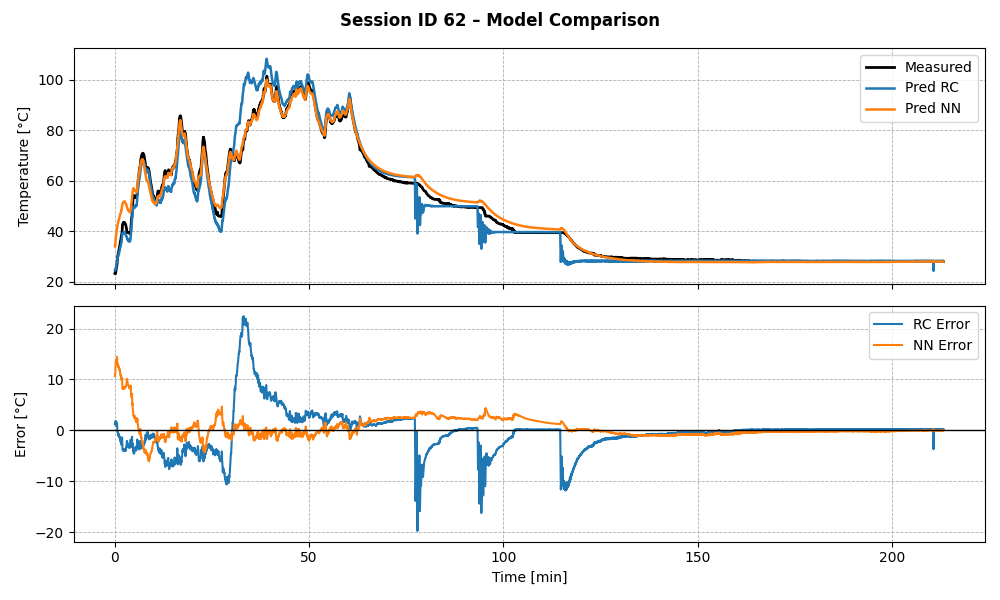 Session ID 62 – Model Comparison
Measured
Pred RC
Pred NN
Temperature [°C]
100
80
60
40
20
RC Error
NN Error
Error [°C]
20
10
0
−10
−20
0
50
100
150
200
Time [min]